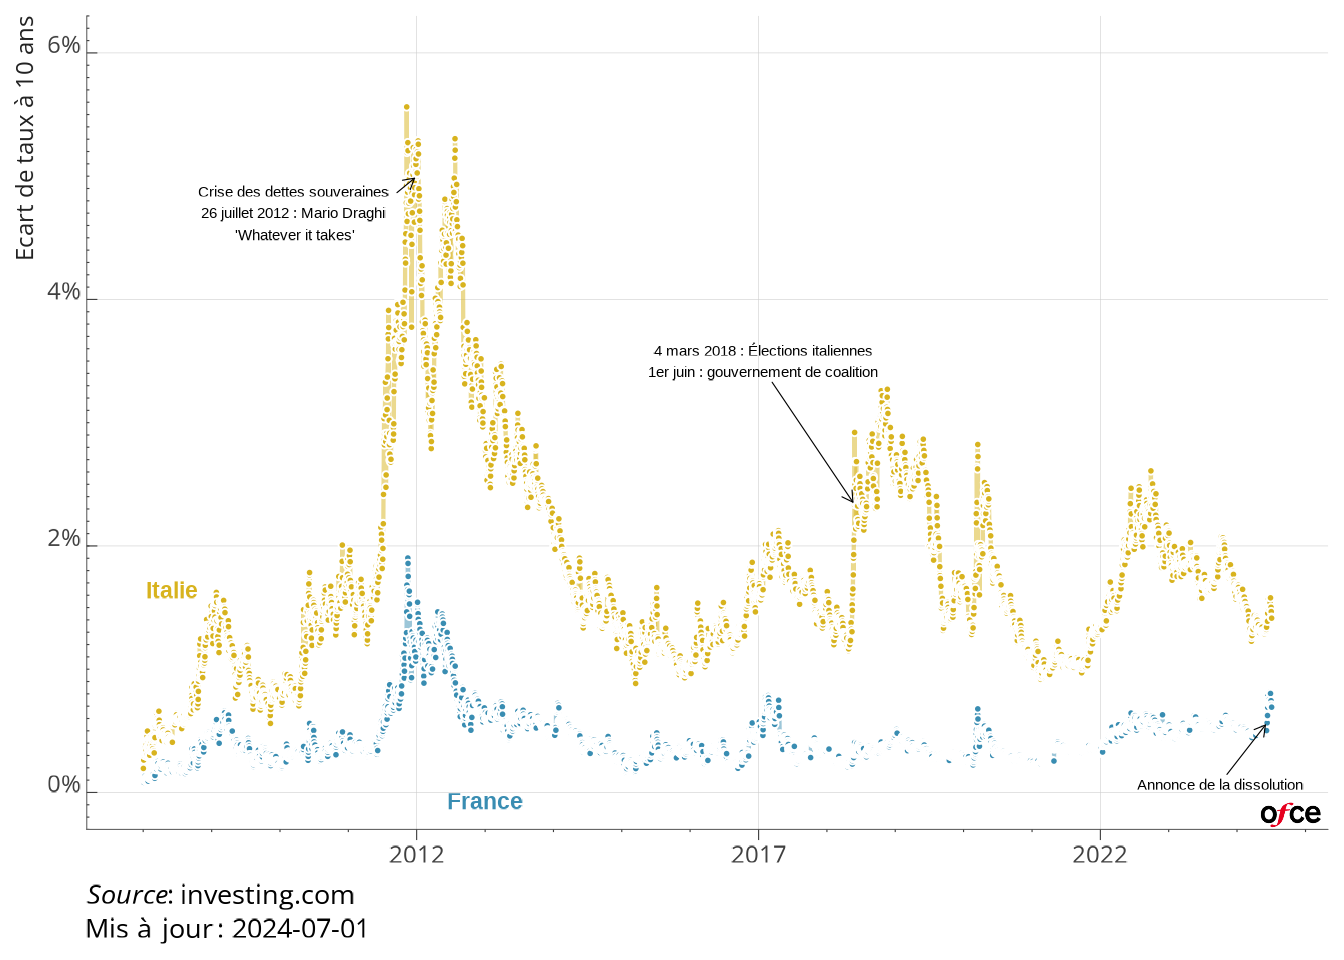 Ecart de taux à 10 ans
6%
4%
2%
0%
Crise des dettes souveraines
26 juillet 2012 : Mario Draghi
'Whatever it takes'
4 mars 2018 : Élections italiennes
1er juin : gouvernement de coalition
Italie
France
Annonce de la dissolution
ofce
2012
2017
2022
Source: investing.com
Mis à jour : 2024-07-01